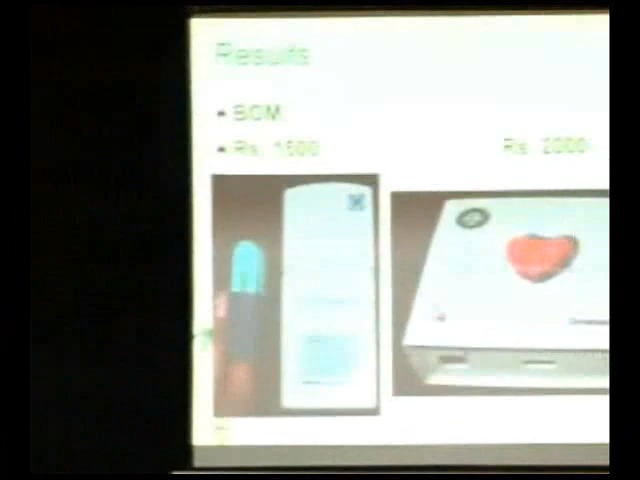 Results
• BCM
• Rs. 1500
Rs. 2000